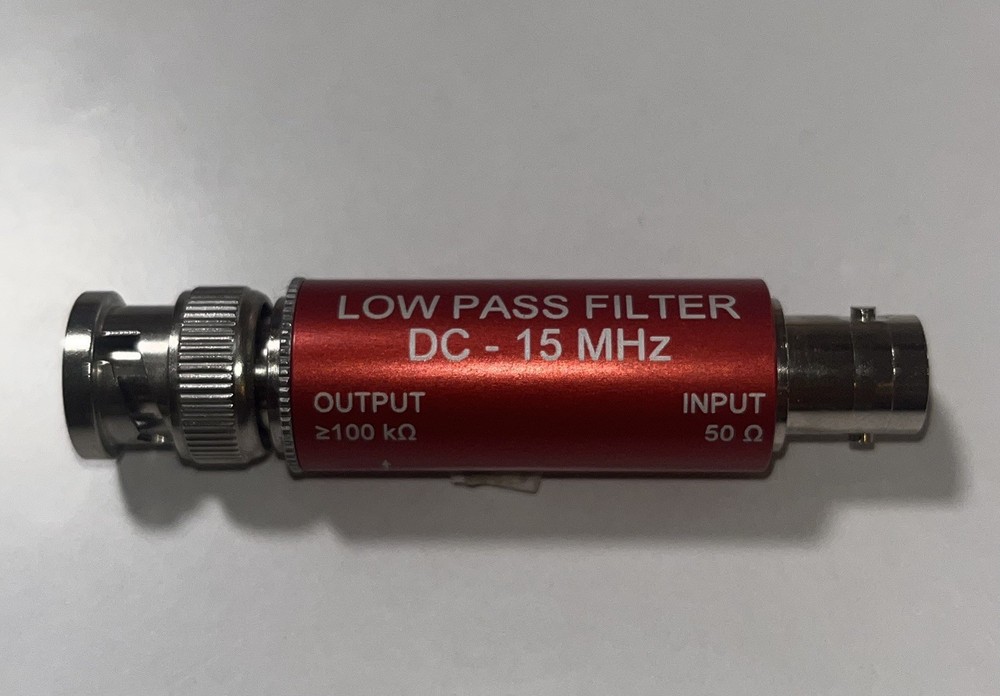 LOW PASS FILTER
DC - 15 MHz
OUTPUT INPUT
≥100 kΩ 50 Ω